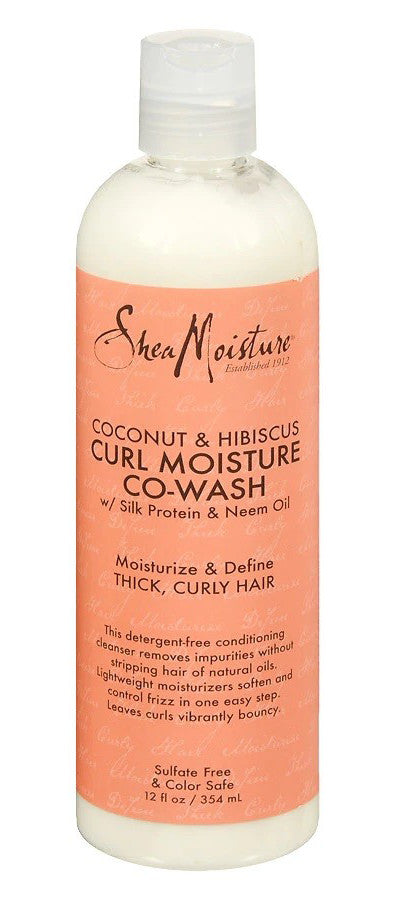 SheaMoisture®
Established 1912
COCONUT & HIBISCUS
CURL MOISTURE
CO-WASH
w/ Silk Protein & Neem Oil
Moisturize & Define
THICK, CURLY HAIR
This detergent-free conditioning
cleanser removes impurities without
stripping hair of natural oils.
Lightweight moisturizers soften and
control frizz in one easy step.
Leaves curls vibrantly bouncy.
Sulfate Free
& Color Safe
12 fl oz / 354 mL